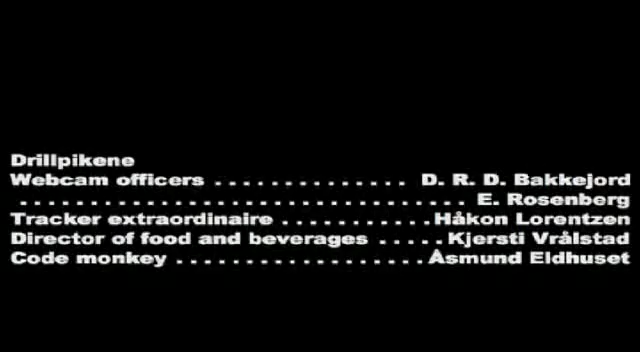 Drillpikene
Webcam officers . . . . . . . . . . . . . . D. R. D. Bakkejord
. . . . . . . . . . . . . . . . . . . . . . . . . . . . . . . . E. Rosenberg
Tracker extraordinaire . . . . . . . . . . . Håkon Lorentzen
Director of food and beverages . . . . . Kjersti Vrålstad
Code monkey . . . . . . . . . . . . . . . . . . Åsmund Eldhuset